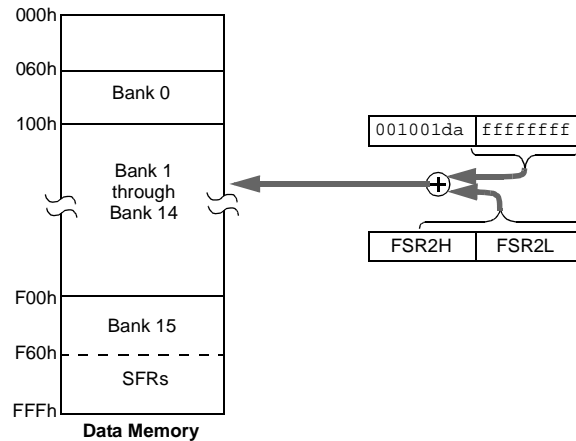 000h
060h
Bank 0
100h
001001da ffffffff
Bank 1
through
Bank 14
FSR2H FSR2L
F00h
Bank 15
F60h
SFRs
FFFh
Data Memory